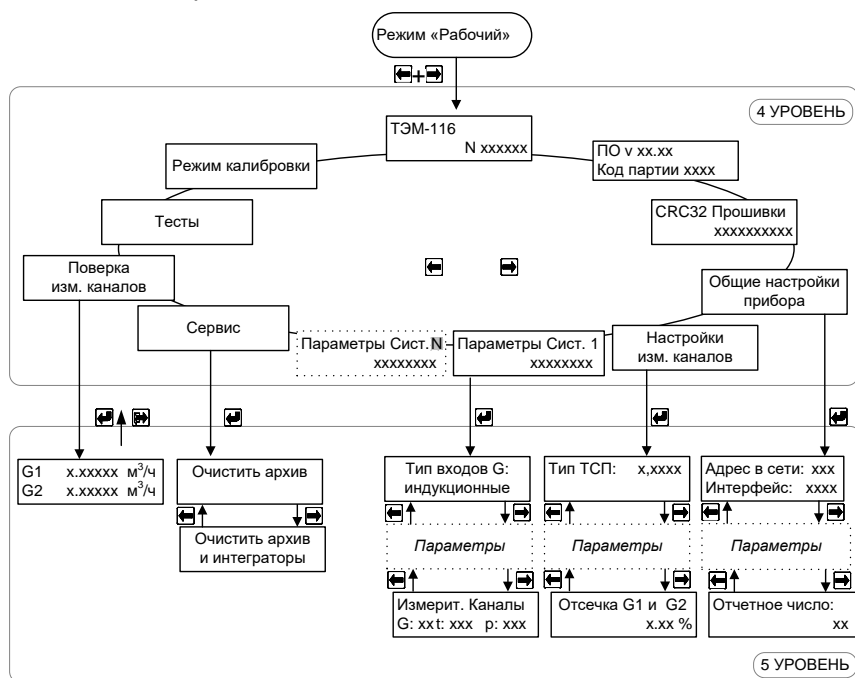 Режим «Рабочий»
+
4 УРОВЕНЬ
ТЭМ-116
N xxxxxx
ПО v xx.xx
Код партии xxxx
Режим калибровки
Тесты
CRC32 Прошивки
xxxxxxxxxx
Поверка
изм. каналов
Общие настройки
прибора
Сервис
Параметры Сист. N
xxxxxxxx
Параметры Сист. 1
xxxxxxxx
Настройки
изм. каналов
G1 x.xxxxx м³/ч
G2 x.xxxxx м³/ч
Очистить архив
Очистить архив
и интеграторы
Тип входов G:
индукционные
Параметры
Измерит. Каналы
G: xx t: xxx p: xxx
Тип ТСП: x,xxxx
Параметры
Отсечка G1 и G2
x.xx %
Адрес в сети: xxx
Интерфейс: xxxx
Параметры
Отчетное число:
xx
5 УРОВЕНЬ